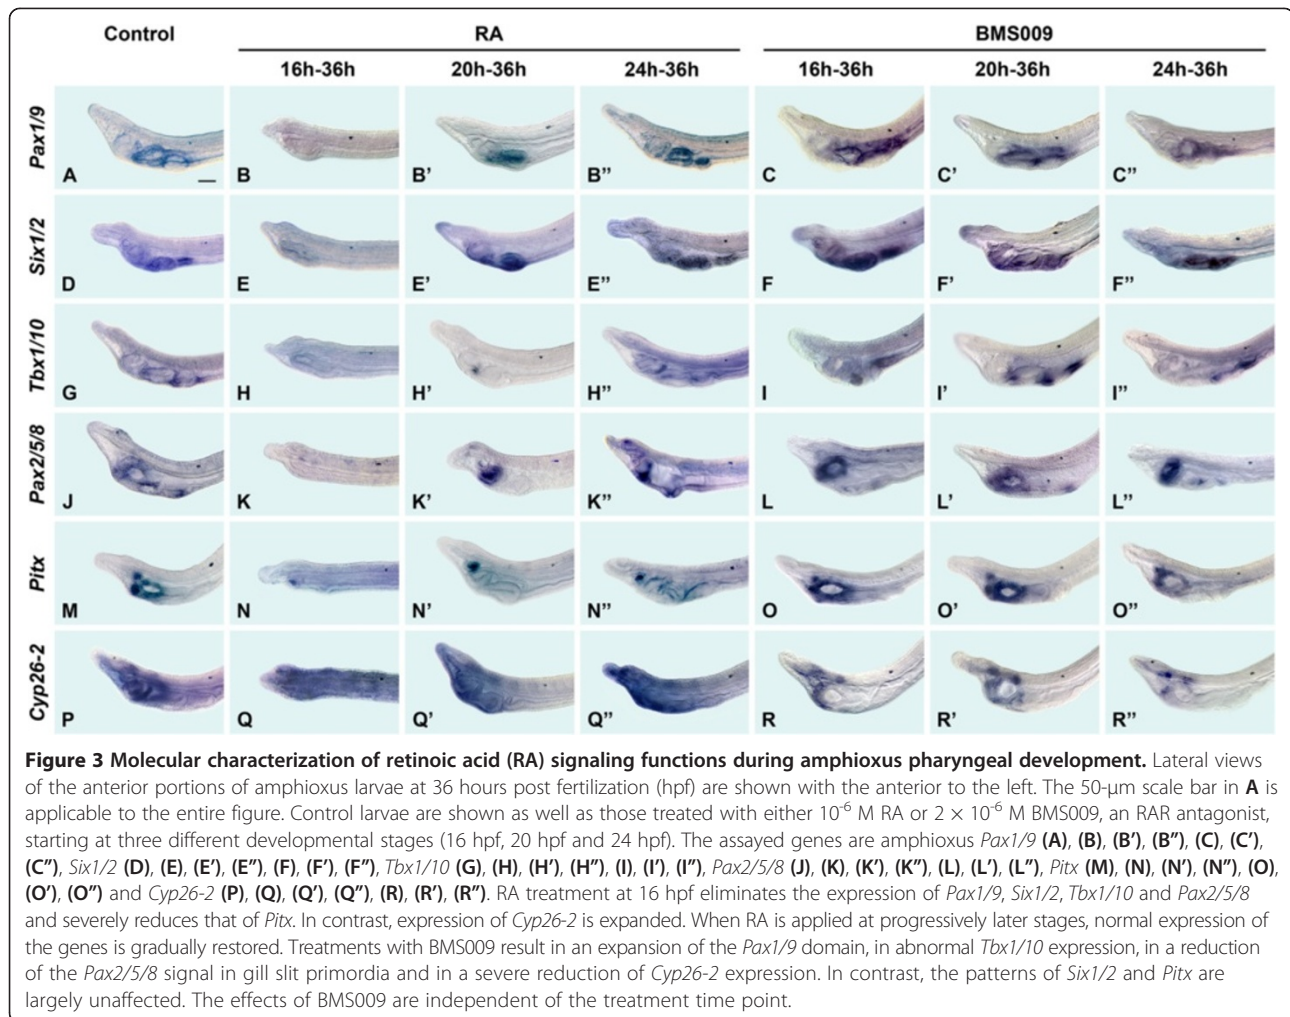 Control RA BMS009
16h-36h 20h-36h 24h-36h 16h-36h 20h-36h 24h-36h
Pax1/9
A B B’ B’’ C C’ C’’
Six1/2
D E E’ E’’ F F’ F’’
Tbx1/10
G H H’ H’’ I I’ I’’
Pax2/5/8
J K K’ K’’ L L’ L’’
Pitx
M N N’ N’’ O O’ O’’
Cyp26-2
P Q Q’ Q’’ R R’ R’’
Figure 3 Molecular characterization of retinoic acid (RA) signaling functions during amphioxus pharyngeal development. Lateral views
of the anterior portions of amphioxus larvae at 36 hours post fertilization (hpf) are shown with the anterior to the left. The 50-μm scale bar in A is
applicable to the entire figure. Control larvae are shown as well as those treated with either 10⁻⁶ M RA or 2 × 10⁻⁶ M BMS009, an RAR antagonist,
starting at three different developmental stages (16 hpf, 20 hpf and 24 hpf). The assayed genes are amphioxus Pax1/9 (A), (B), (B’), (B’’), (C), (C’),
(C’’), Six1/2 (D), (E), (E’), (E’’), (F), (F’), (F’’), Tbx1/10 (G), (H), (H’), (H’’), (I), (I’), (I’’), Pax2/5/8 (J), (K), (K’), (K’’), (L), (L’), (L’’), Pitx (M), (N), (N’), (N’’), (O),
(O’), (O’’) and Cyp26-2 (P), (Q), (Q’), (Q’’), (R), (R’), (R’’). RA treatment at 16 hpf eliminates the expression of Pax1/9, Six1/2, Tbx1/10 and Pax2/5/8
and severely reduces that of Pitx. In contrast, expression of Cyp26-2 is expanded. When RA is applied at progressively later stages, normal expression of
the genes is gradually restored. Treatments with BMS009 result in an expansion of the Pax1/9 domain, in abnormal Tbx1/10 expression, in a reduction
of the Pax2/5/8 signal in gill slit primordia and in a severe reduction of Cyp26-2 expression. In contrast, the patterns of Six1/2 and Pitx are
largely unaffected. The effects of BMS009 are independent of the treatment time point.